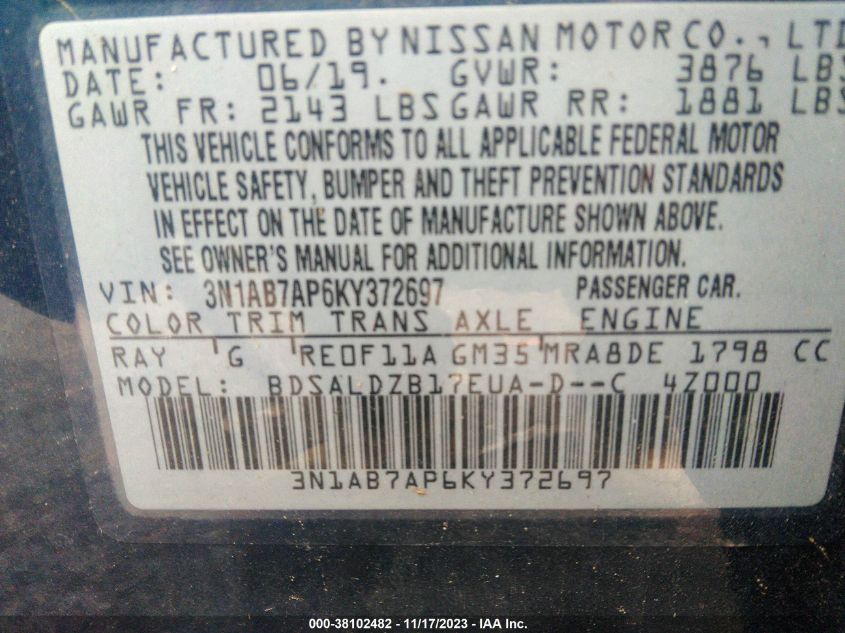 MANUFACTURED BY NISSAN MOTOR CO., LTD
DATE: 06/19. GVWR: 3876 LBS
GAWR FR: 2143 LBS GAWR RR: 1881 LBS
THIS VEHICLE CONFORMS TO ALL APPLICABLE FEDERAL MOTOR
VEHICLE SAFETY, BUMPER AND THEFT PREVENTION STANDARDS
IN EFFECT ON THE DATE OF MANUFACTURE SHOWN ABOVE.
SEE OWNER'S MANUAL FOR ADDITIONAL INFORMATION.
VIN: 3N1AB7AP6KY372697 PASSENGER CAR.
COLOR TRIM TRANS AXLE ENGINE
RAY 'G 'RE0F11A GM35 'MRA8DE 1798 CC
MODEL: BDSALDZB17EUA-D--C 4Z000
3N1AB7AP6KY372697
000-38102482 - 11/17/2023 - IAA Inc.